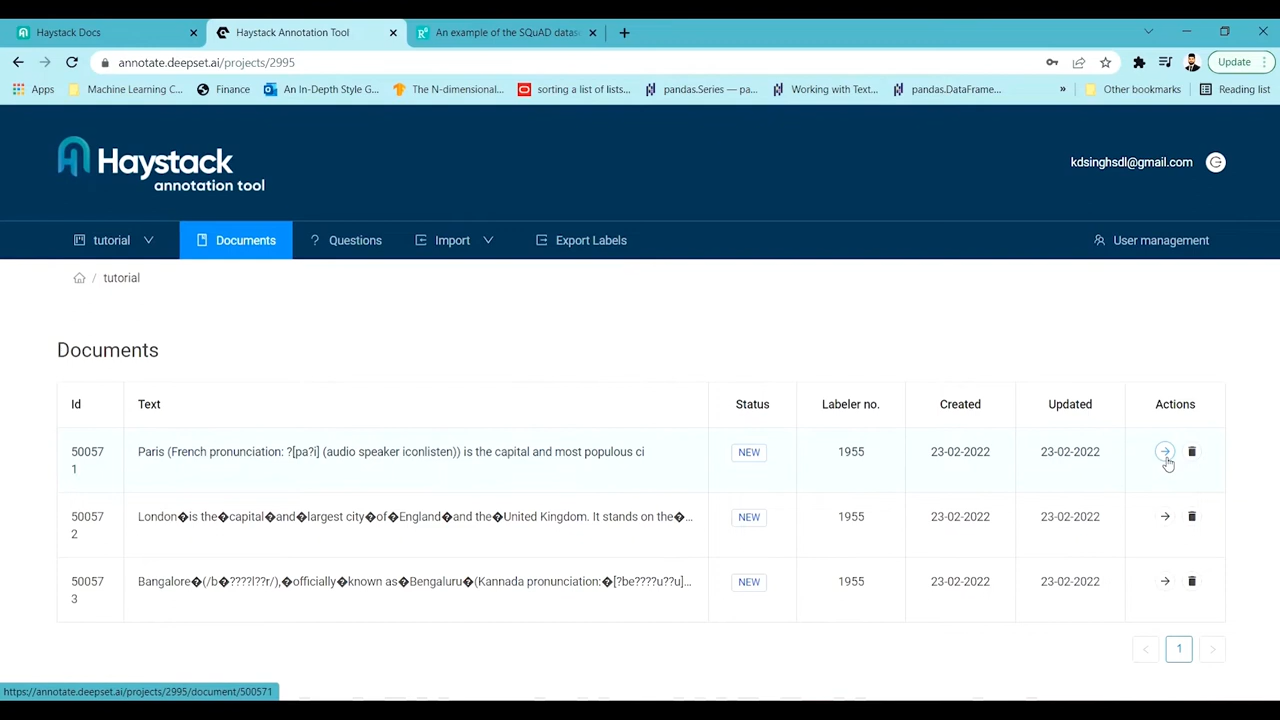 Haystack Docs
Haystack Annotation Tool
An example of the SQuAD datas
annotate.deepset.ai/projects/2995
Update
Apps
Machine Learning C...
Finance
An In-Depth Style G...
The N-dimensional...
sorting a list of lists...
pandas.Series — pa...
Working with Text...
pandas.DataFrame...
»
Other bookmarks
Reading list
Haystack
annotation tool
kdsinghsdl@gmail.com
tutorial
Documents
? Questions
Import
Export Labels
User management
/ tutorial
Documents
Id
Text
Status
Labeler no.
Created
Updated
Actions
50057
1
Paris (French pronunciation: ?[pa?i] (audio speaker iconlisten)) is the capital and most populous ci
NEW
1955
23-02-2022
23-02-2022
50057
2
London�is the�capital�and�largest city�of�England�and the�United Kingdom. It stands on the�...
NEW
1955
23-02-2022
23-02-2022
50057
3
Bangalore�(/b�????l??r/),�officially�known as�Bengaluru�(Kannada pronunciation:�[?be????u??u]...
NEW
1955
23-02-2022
23-02-2022
< 1 >
https://annotate.deepset.ai/projects/2995/document/500571